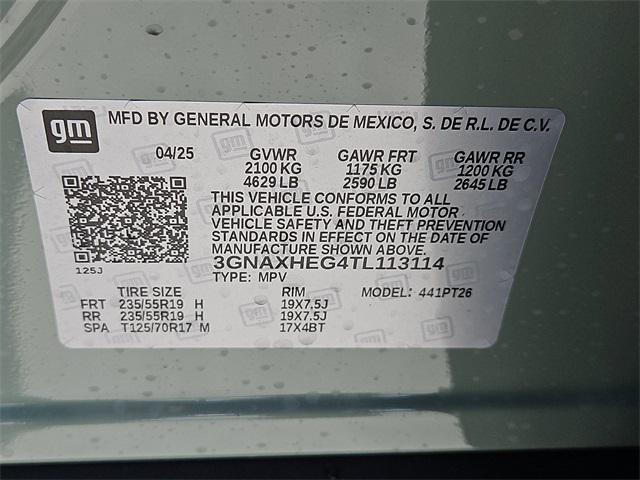 gm MFD BY GENERAL MOTORS DE MEXICO, S. DE R.L. DE C.V.
04/25 GVWR GAWR FRT GAWR RR
2100 KG 1175 KG 1200 KG
4629 LB 2590 LB 2645 LB
THIS VEHICLE CONFORMS TO ALL
APPLICABLE U.S. FEDERAL MOTOR
VEHICLE SAFETY AND THEFT PREVENTION
STANDARDS IN EFFECT ON THE DATE OF
MANUFACTURE SHOWN ABOVE.
3GNAXHEG4TL113114
125J TYPE: MPV
TIRE SIZE RIM MODEL: 441PT26
FRT 235/55R19 H 19X7.5J
RR 235/55R19 H 19X7.5J
SPA T125/70R17 M 17X4BT